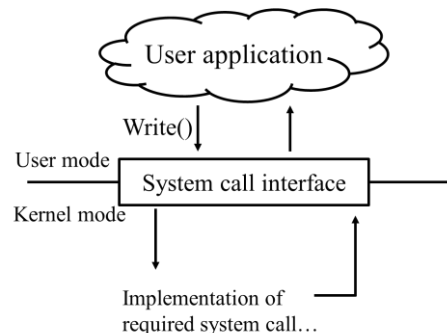 User application
Write()
User mode
System call interface
Kernel mode
Implementation of
required system call…